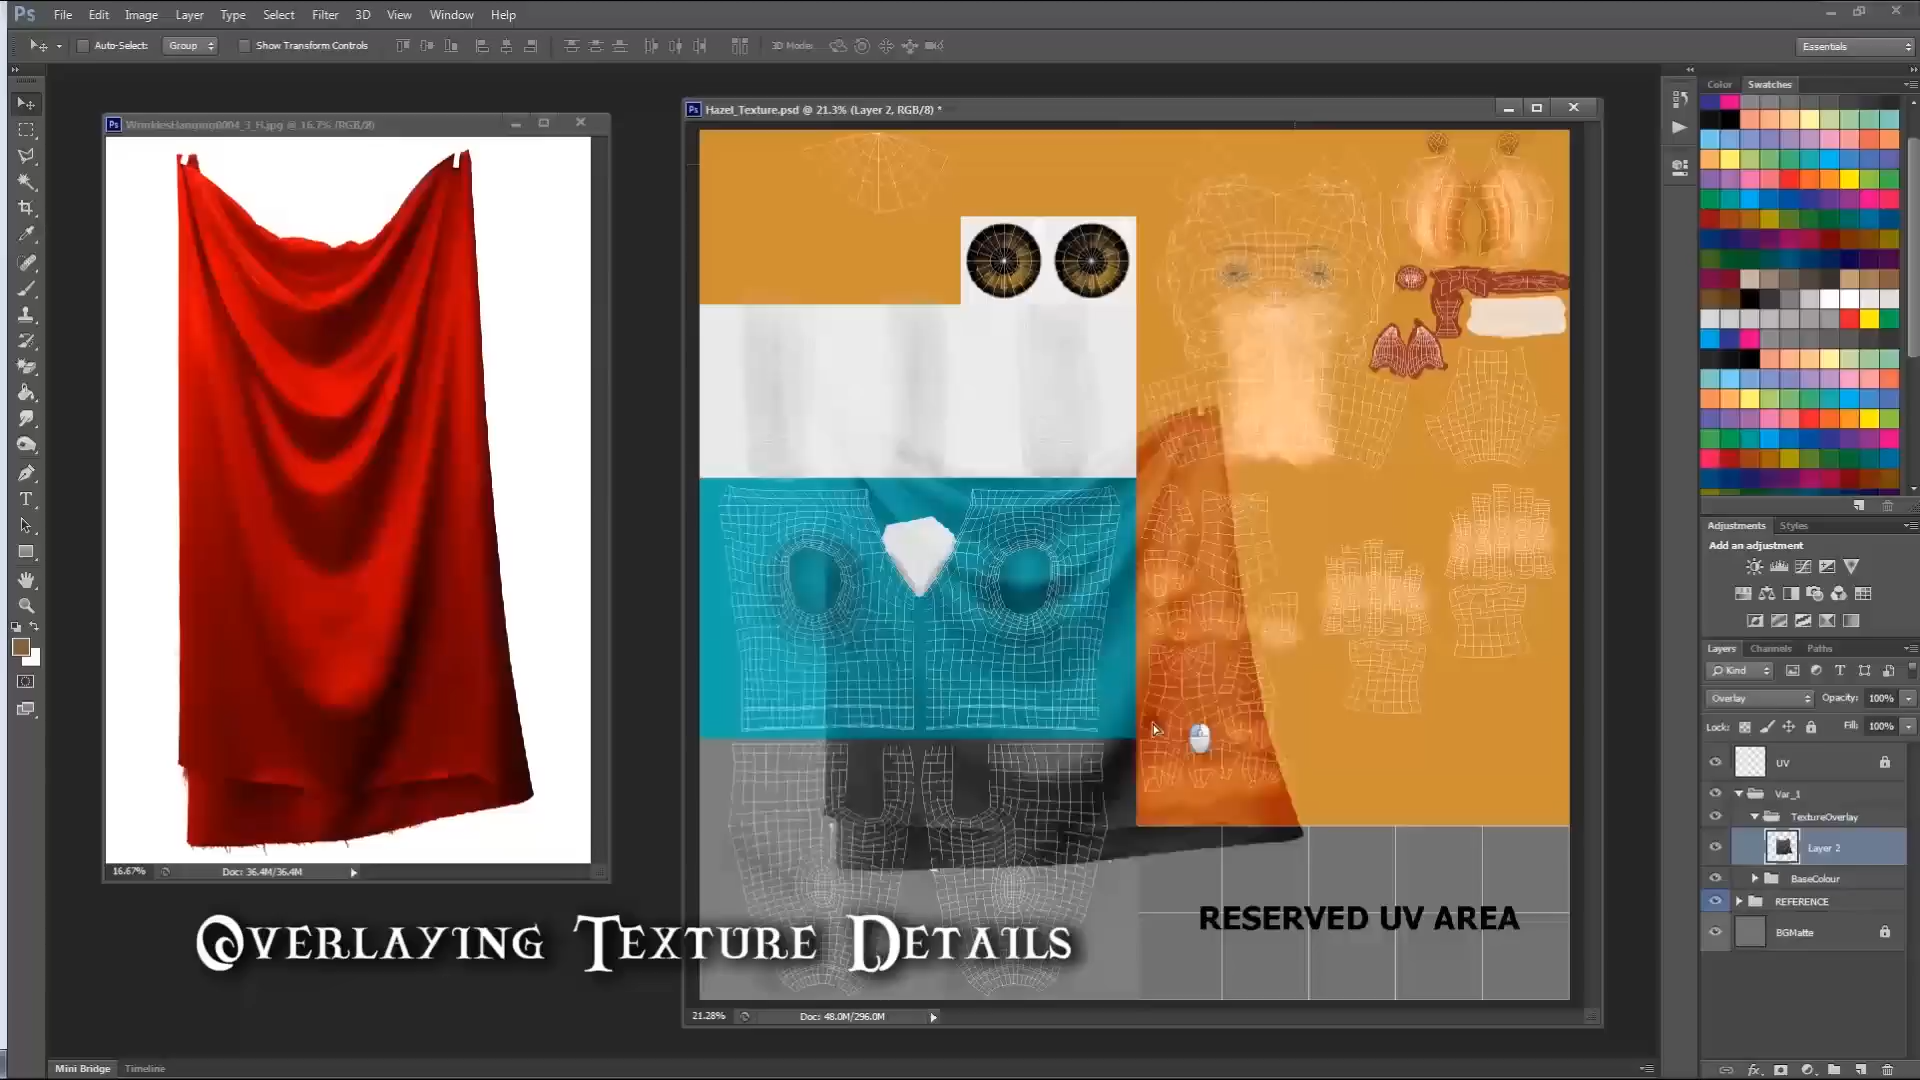 Ps File Edit Image Layer Type Select Filter 3D View Window Help
Auto-Select: Group Show Transform Controls 3D Mode: Essentials
Color Swatches
Ps Hazel_Texture.psd @ 21.3% (Layer 2, RGB/8) *
Adjustments Styles
Add an adjustment
Layers Channels Paths
Kind
Overlay Opacity: 100%
Lock: Fill: 100%
UV
Var_1
TextureOverlay
Layer 2
BaseColour
REFERENCE
BGMatte
16.67% Doc: 36.4M/36.4M
RESERVED UV AREA
Overlaying Texture Details
21.28% Doc: 48.0M/296.0M
Mini Bridge Timeline